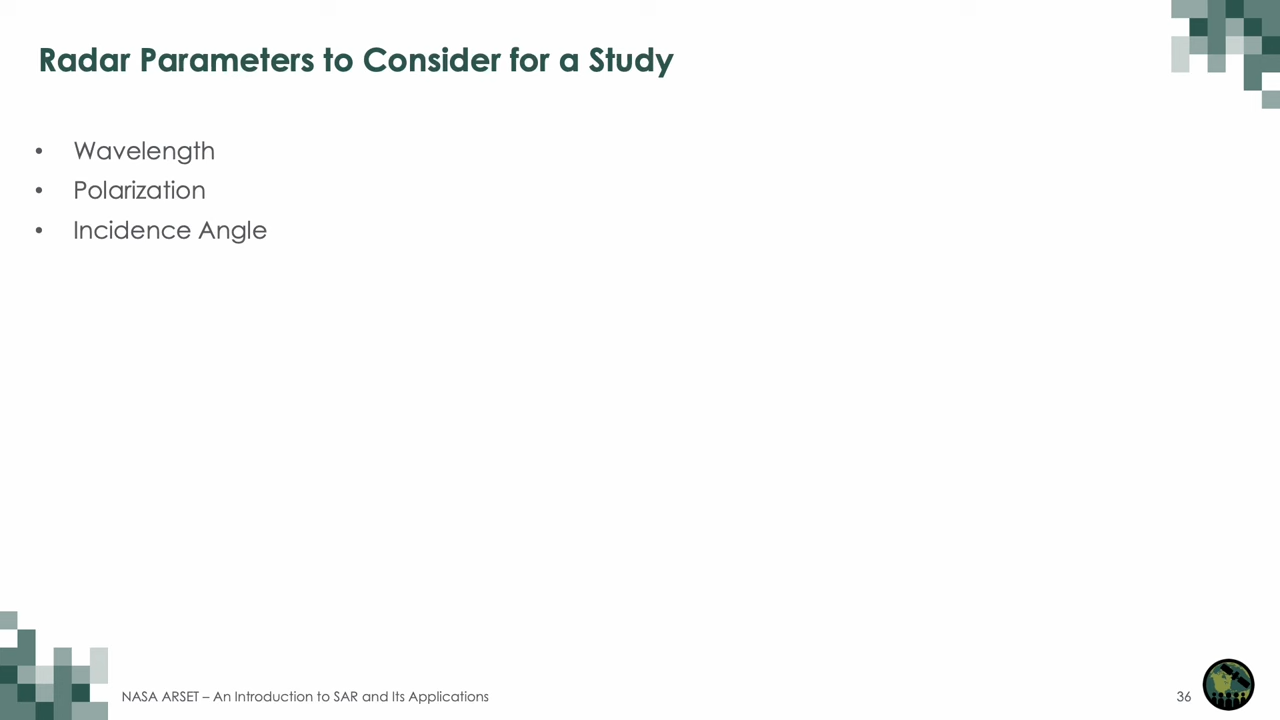 Radar Parameters to Consider for a Study
• Wavelength
• Polarization
• Incidence Angle
NASA ARSET – An Introduction to SAR and Its Applications
36